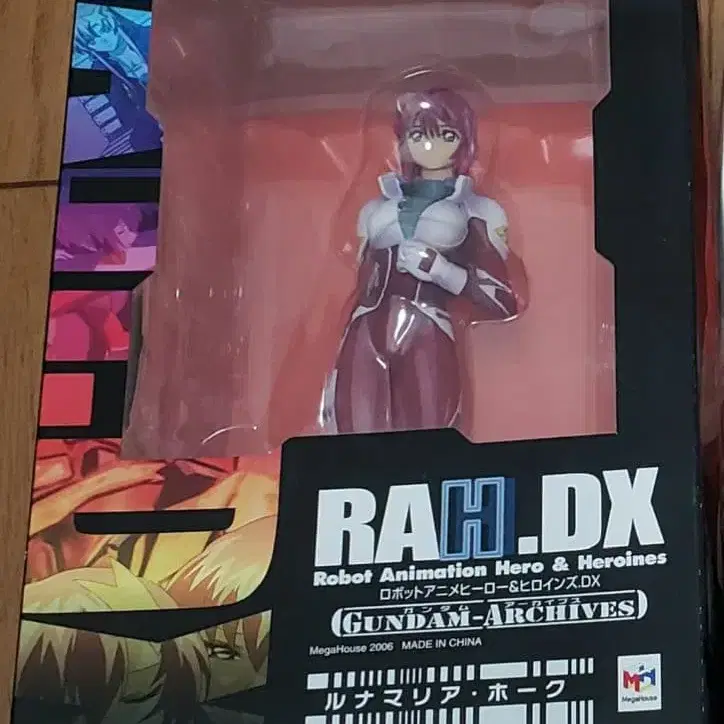 RAH.DX
Robot Animation Hero & Heroines
ロボットアニメヒーロー&ヒロインズ.DX
ガンダム アーカイブス
GUNDAM-ARCHIVES
MegaHouse 2006 MADE IN CHINA
ルナマリア・ホーク
MegaHouse